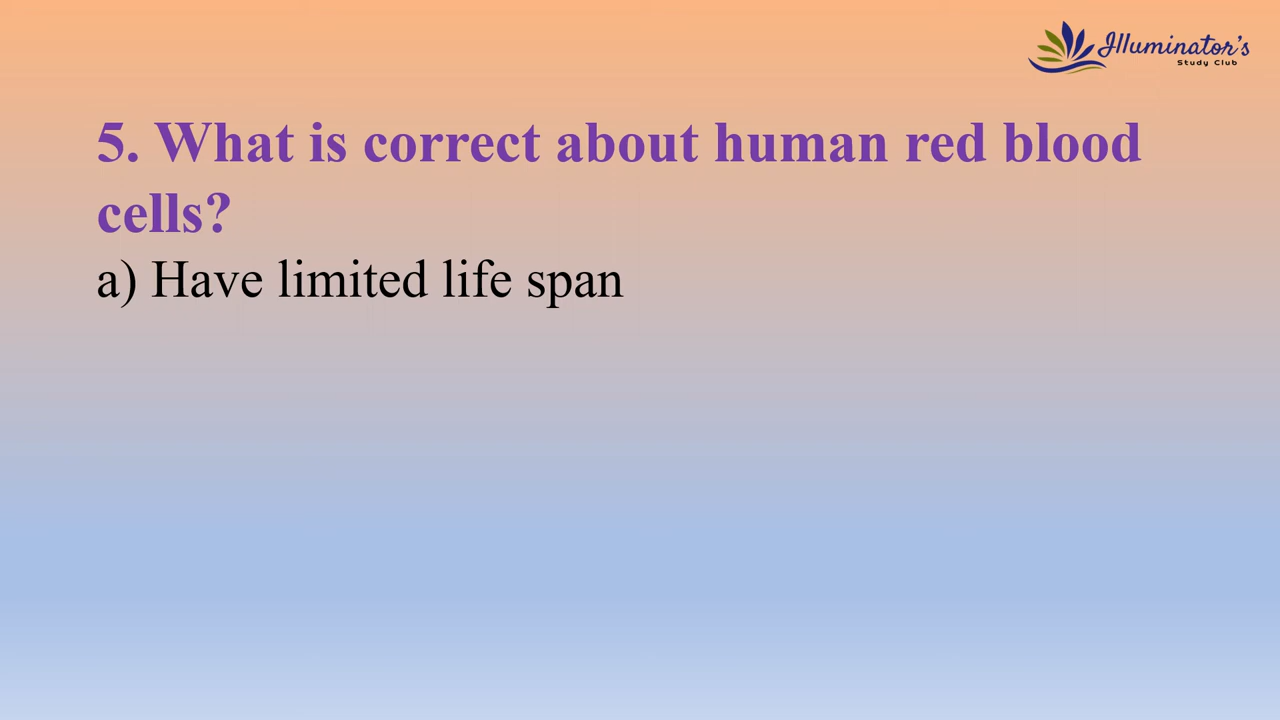 Illuminator's
Study Club
5. What is correct about human red blood
cells?
a) Have limited life span